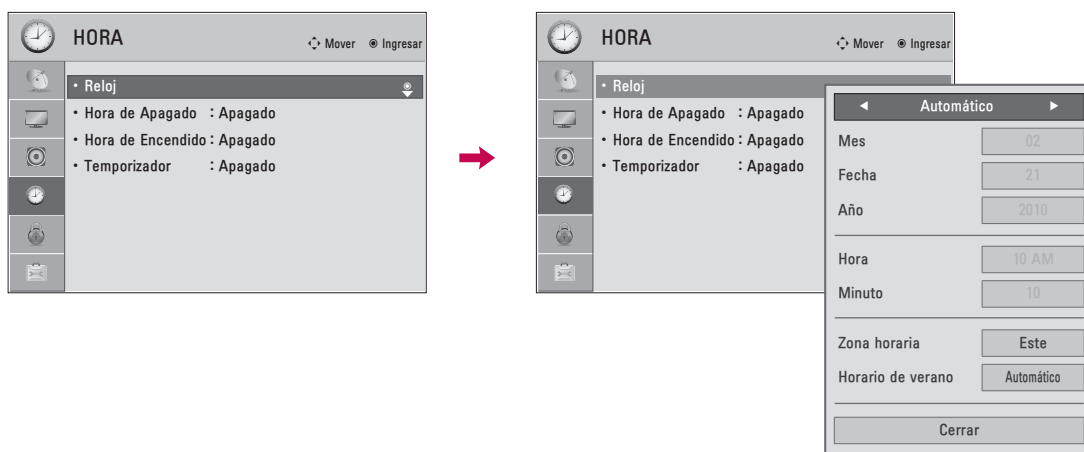 HORA
Mover Ingresar
• Reloj
• Hora de Apagado : Apagado
• Hora de Encendido : Apagado
• Temporizador : Apagado
HORA
Mover Ingresar
• Reloj
• Hora de Apagado : Apagado
• Hora de Encendido : Apagado
• Temporizador : Apagado
◄ Automático ►
Mes 02
Fecha 21
Año 2010
Hora 10 AM
Minuto 10
Zona horaria Este
Horario de verano Automático
Cerrar